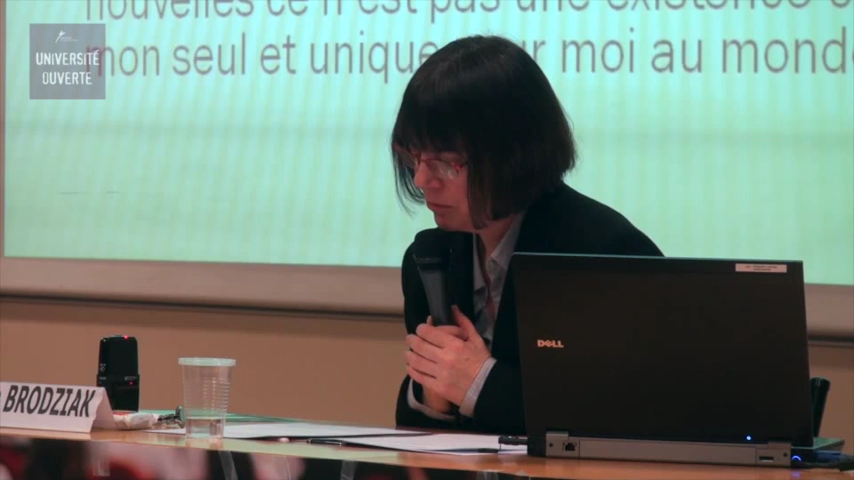 nouvelles ce n'est pas une existence
mon seul et unique moi au monde
UNIVERSITÉ
OUVERTE
DELL
BRODZIAK